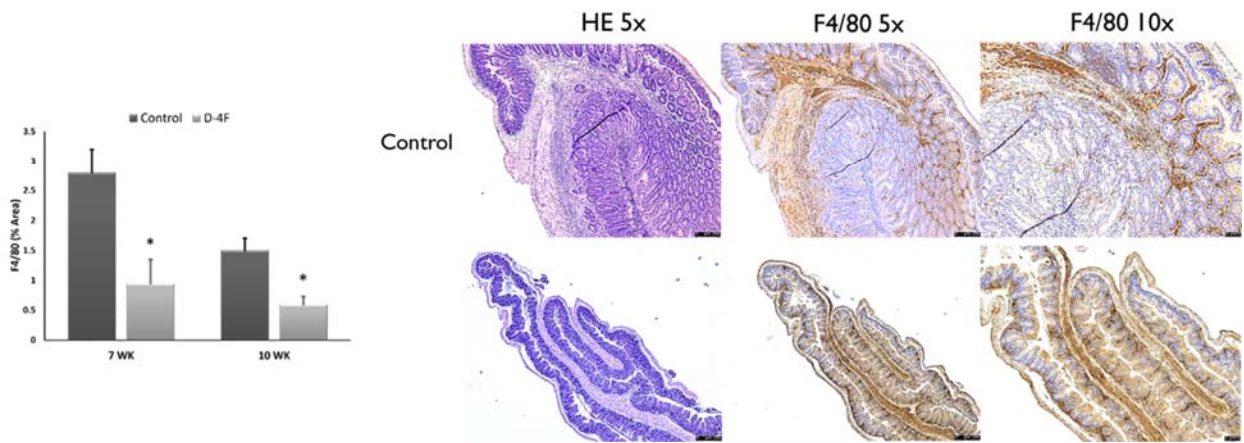 HE 5x
F4/80 5x
F4/80 10x
Control
Control
D-4F
F4/80 (% Area)
3.5
3
2.5
2
1.5
1
0.5
0
*
*
7 WK
10 WK